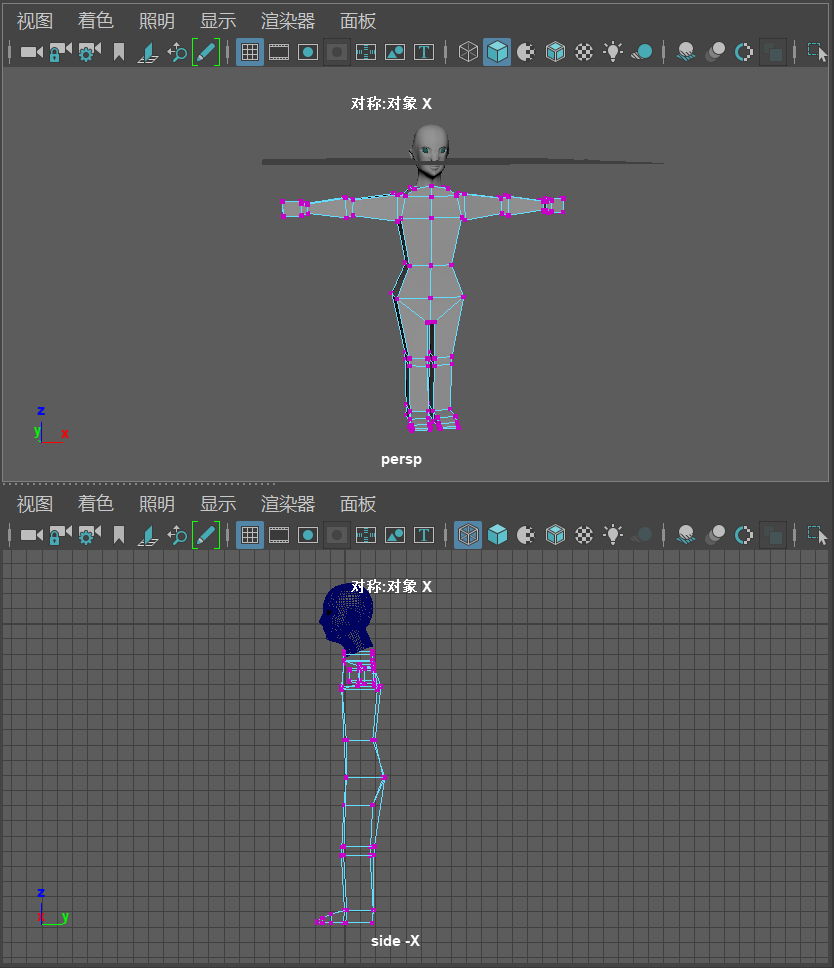 视图 着色 照明 显示 渲染器 面板
T
对称:对象 X
z
y x
persp
视图 着色 照明 显示 渲染器 面板
T
对称:对象 X
z
x y
side -X